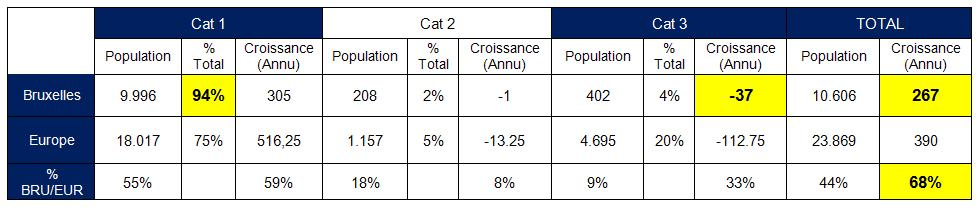 Cat 1 Cat 2 Cat 3 TOTAL
Population % Total Croissance (Annu) Population % Total Croissance (Annu) Population % Total Croissance (Annu) Population Croissance (Annu)
Bruxelles 9.996 94% 305 208 2% -1 402 4% -37 10.606 267
Europe 18.017 75% 516,25 1.157 5% -13.25 4.695 20% -112.75 23.869 390
% BRU/EUR 55% 59% 18% 8% 9% 33% 44% 68%